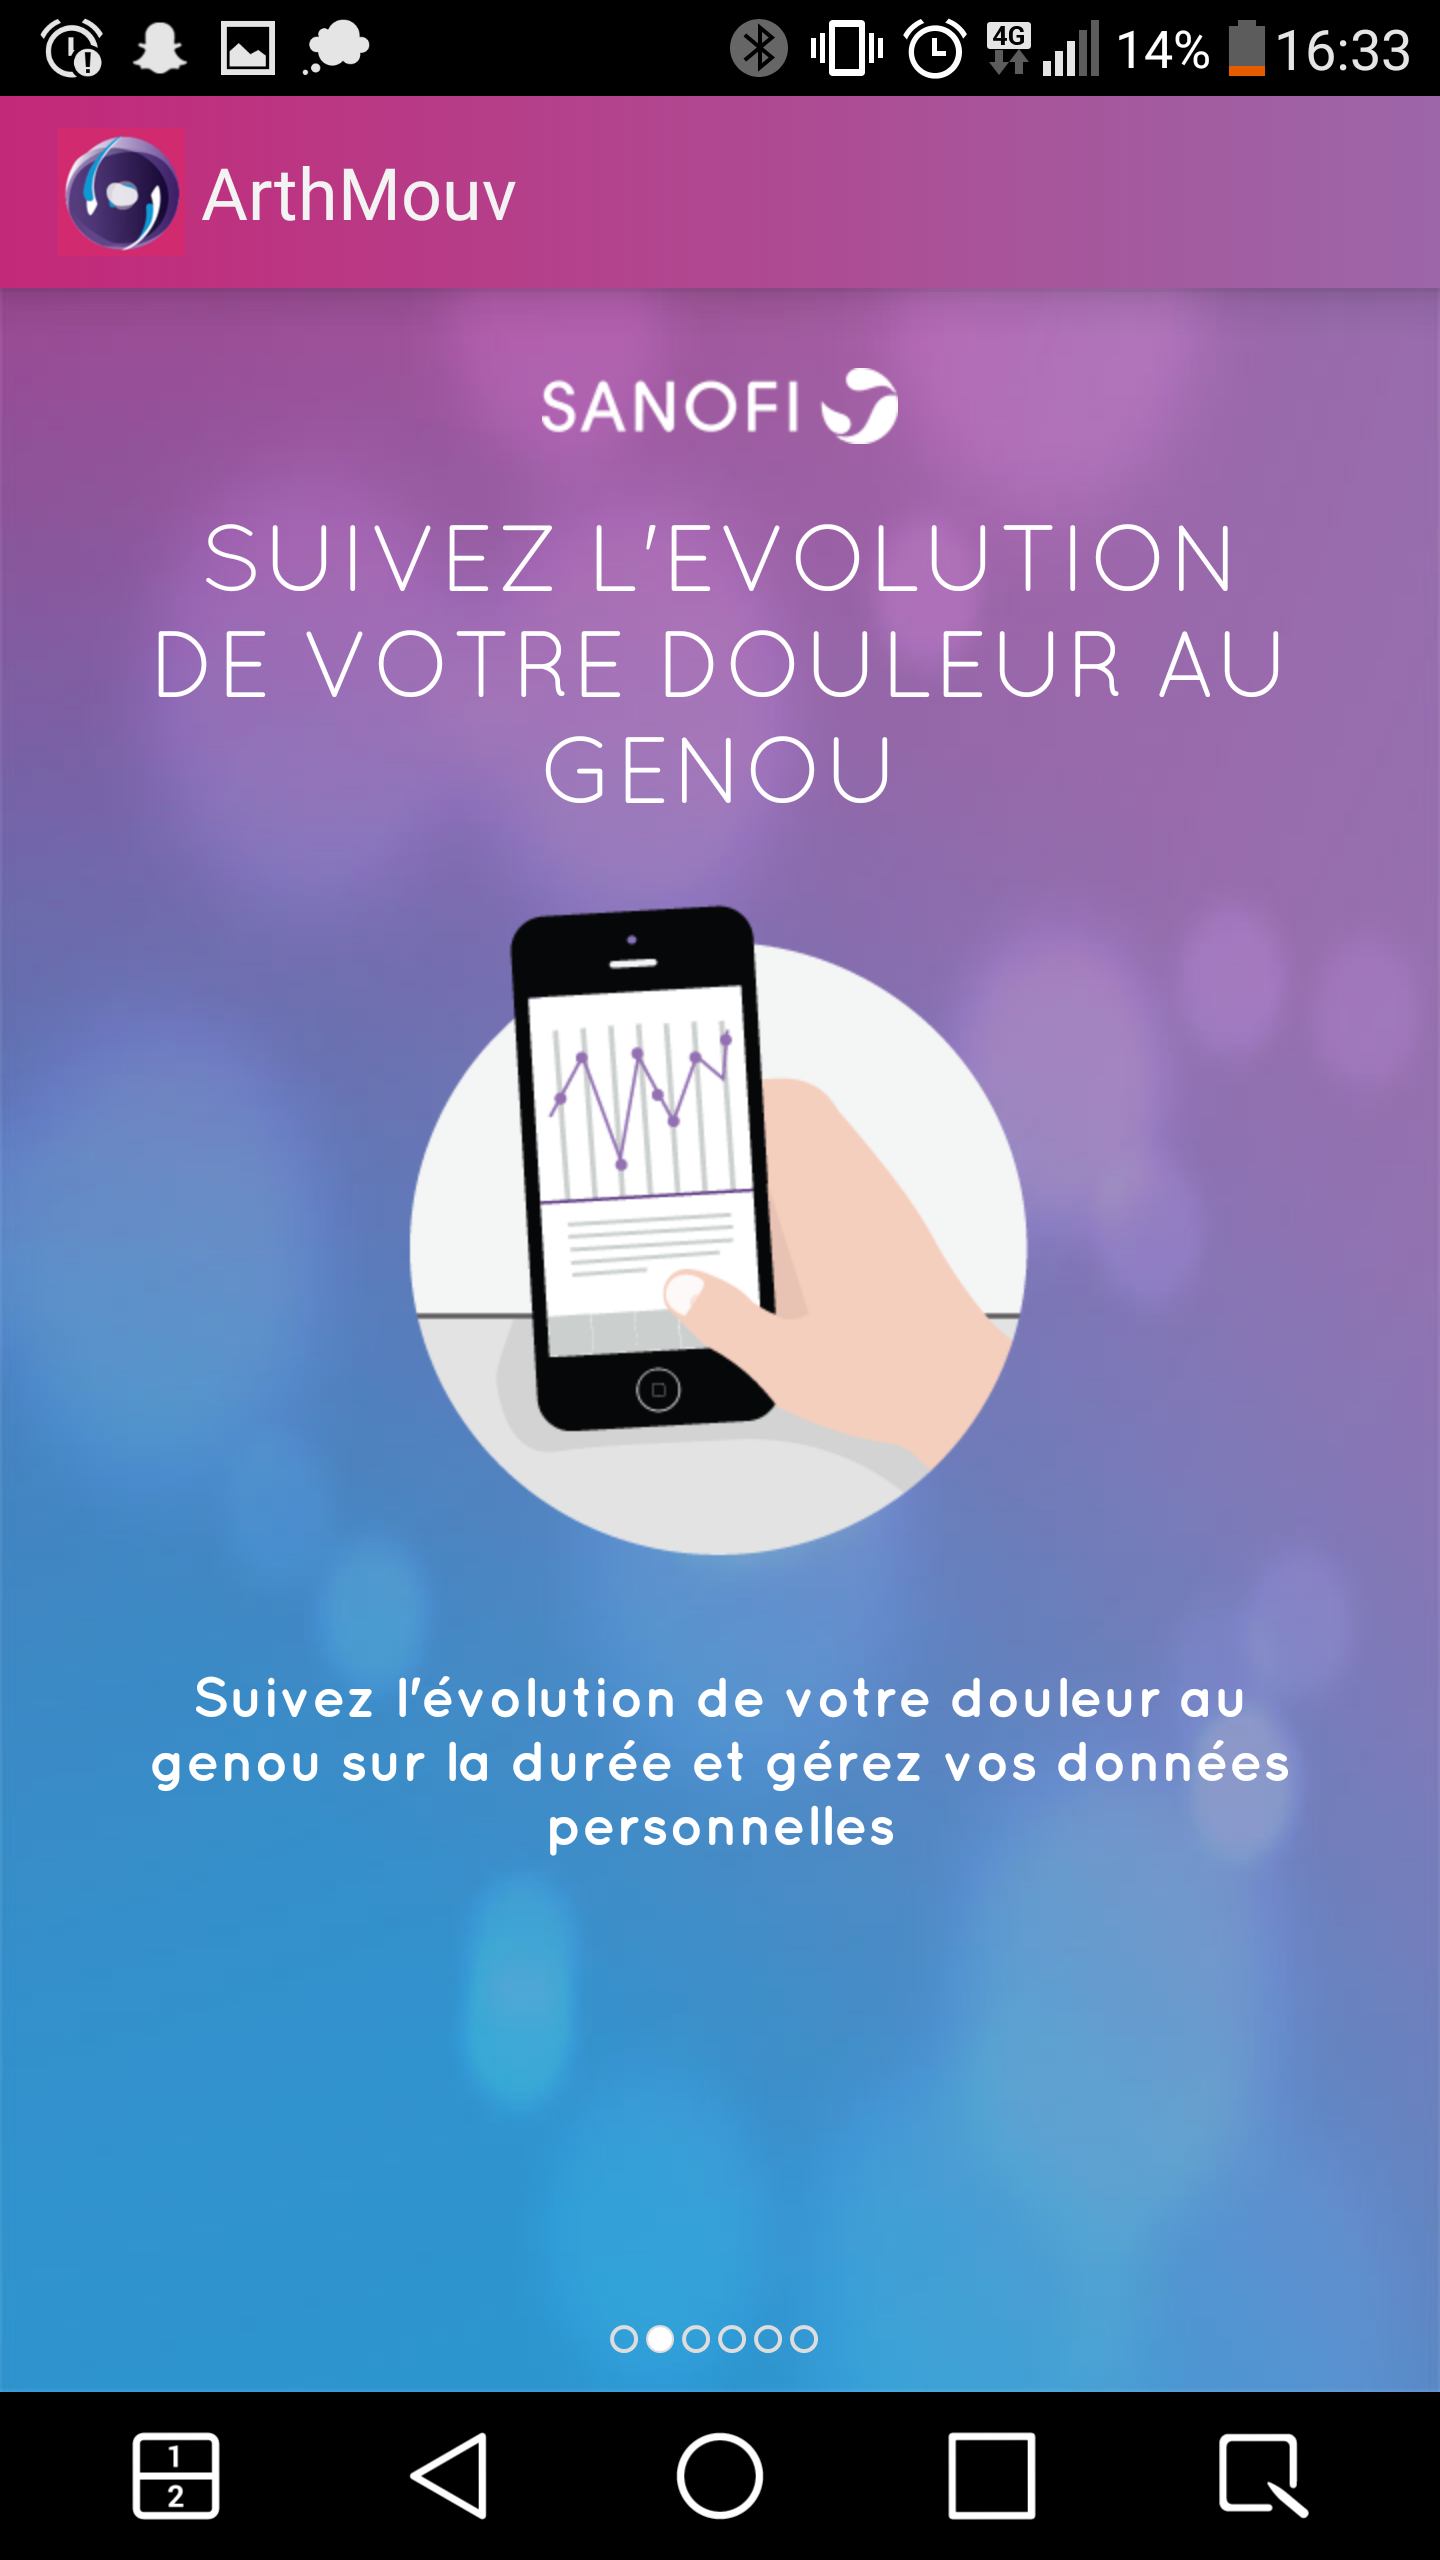 4G
14% 16:33
ArthMouv
SANOFI
SUIVEZ L'EVOLUTION
DE VOTRE DOULEUR AU
GENOU
Suivez l'évolution de votre douleur au
genou sur la durée et gérez vos données
personnelles
1
2